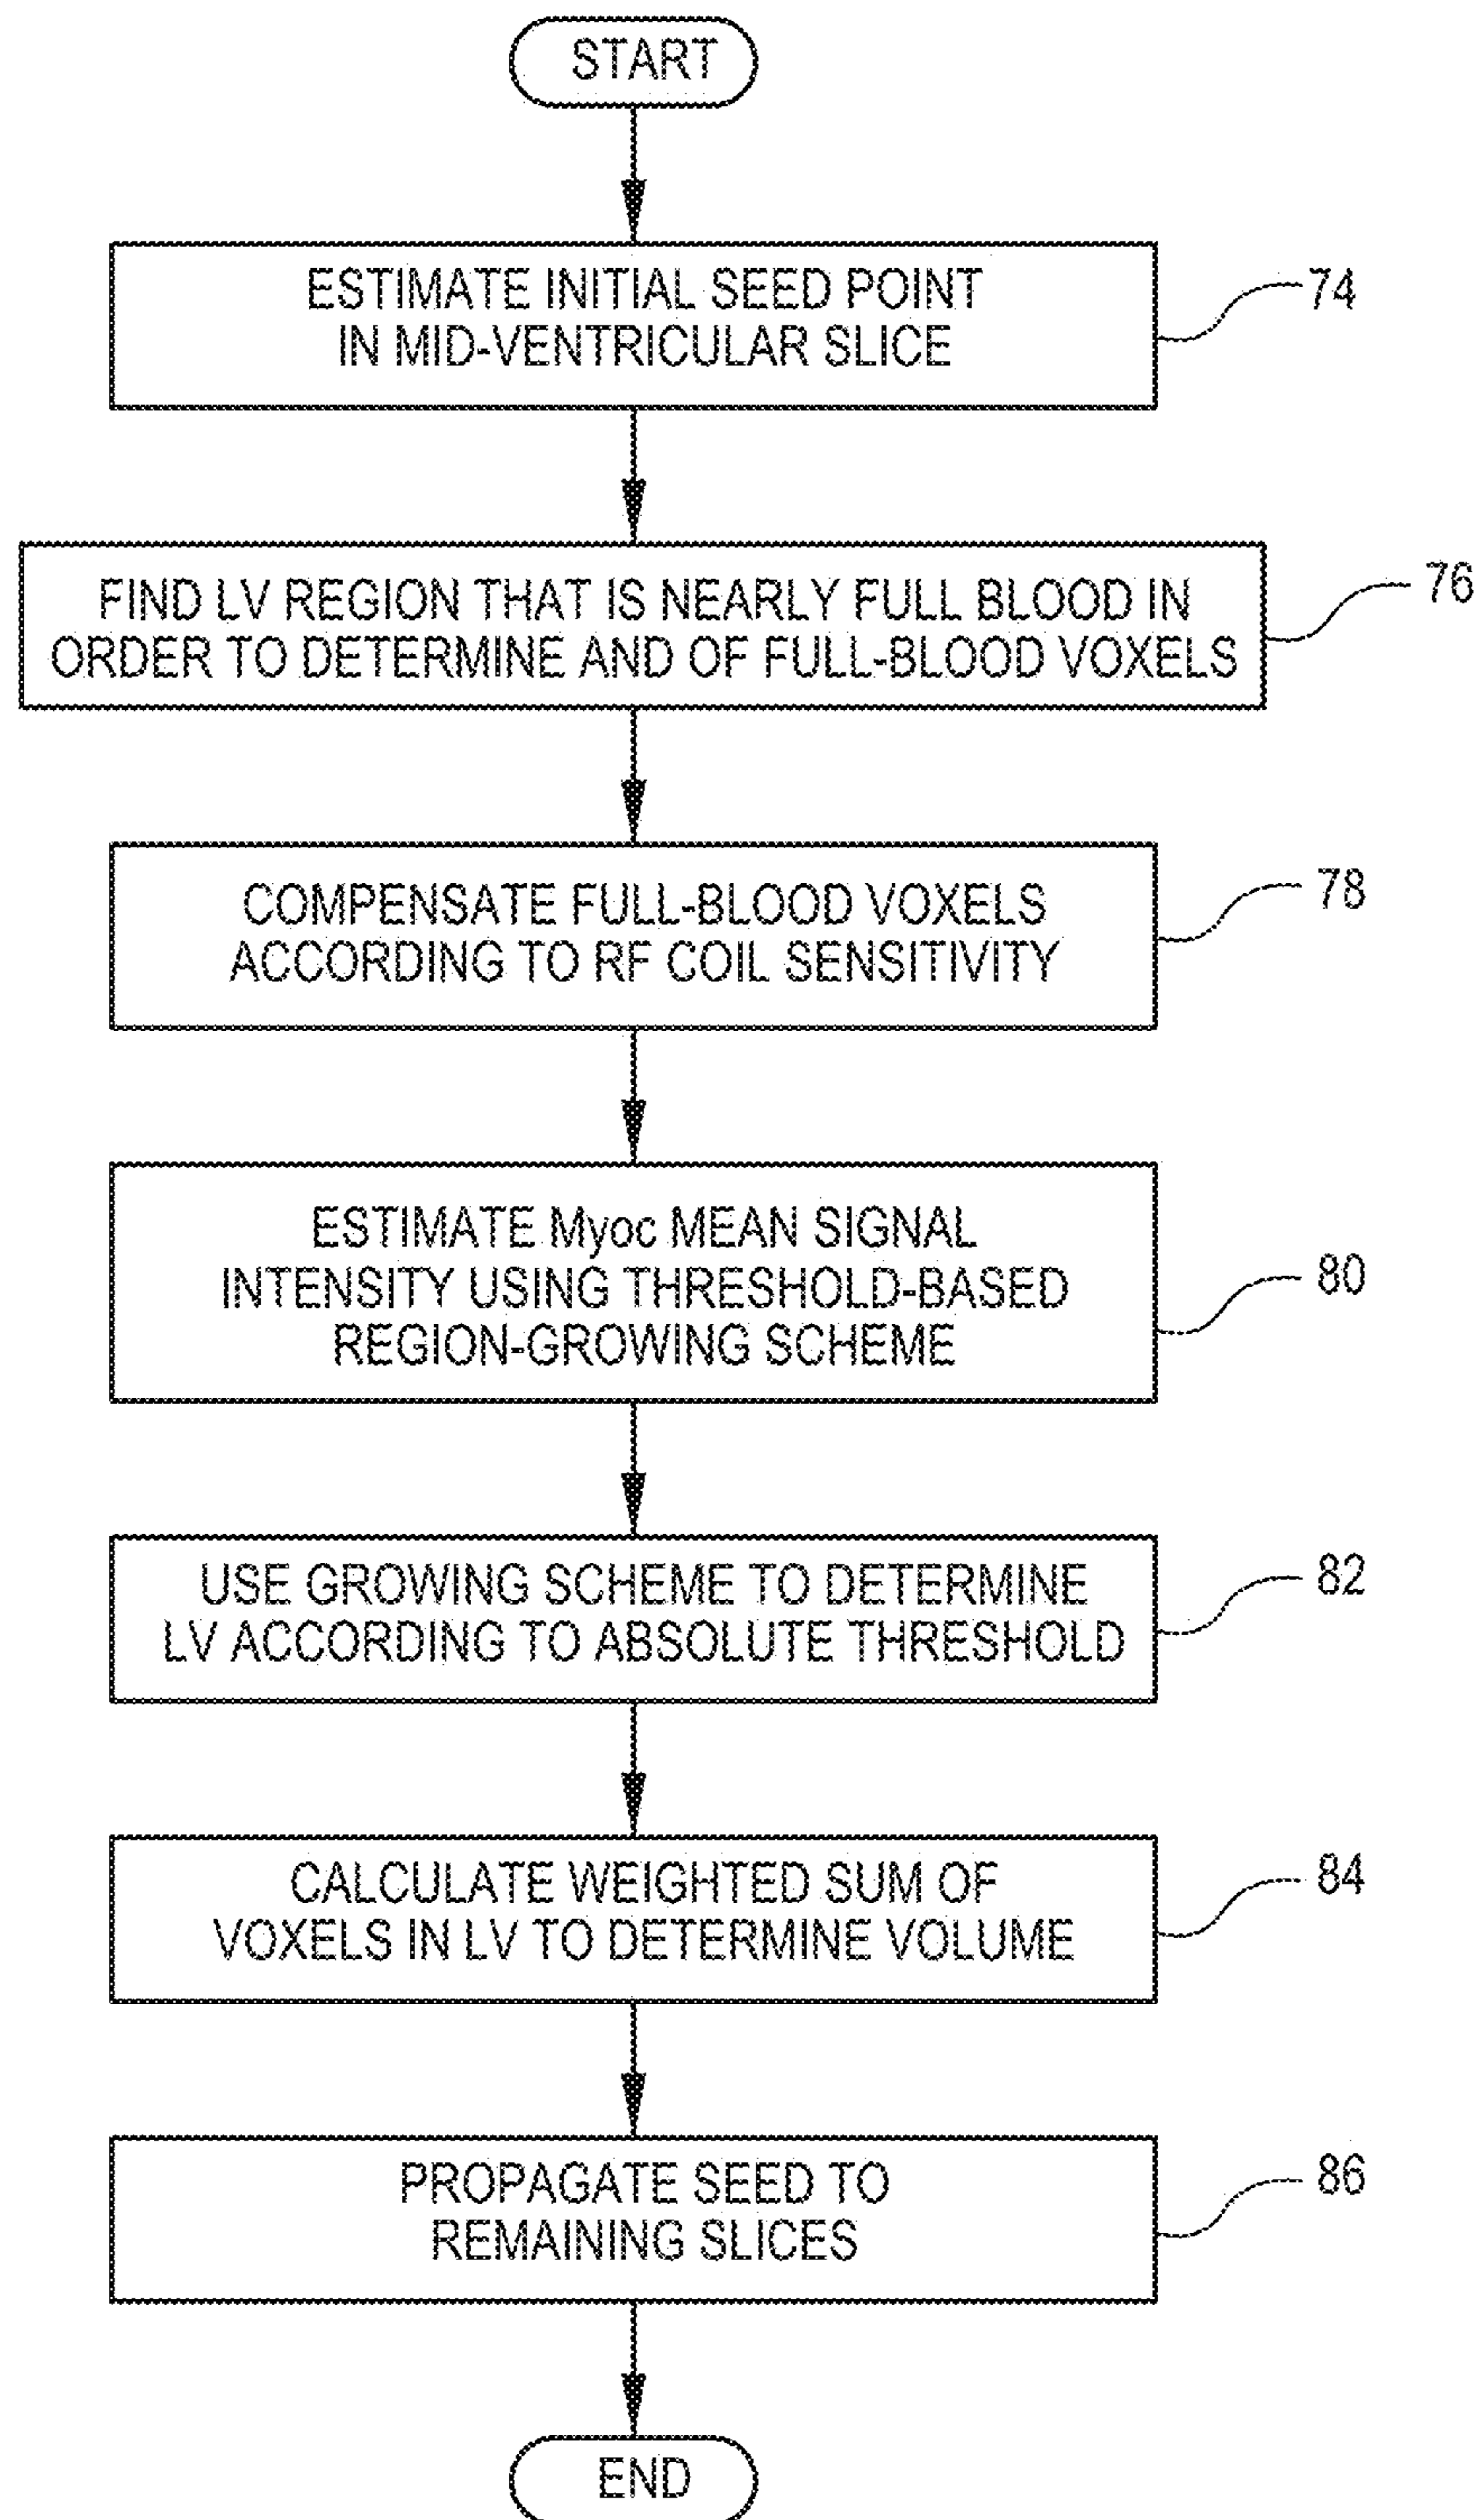 START
ESTIMATE INITIAL SEED POINT
IN MID-VENTRICULAR SLICE
74
FIND LV REGION THAT IS NEARLY FULL BLOOD IN
ORDER TO DETERMINE AND OF FULL-BLOOD VOXELS
76
COMPENSATE FULL-BLOOD VOXELS
ACCORDING TO RF COIL SENSITIVITY
78
ESTIMATE Myoc MEAN SIGNAL
INTENSITY USING THRESHOLD-BASED
REGION-GROWING SCHEME
80
USE GROWING SCHEME TO DETERMINE
LV ACCORDING TO ABSOLUTE THRESHOLD
82
CALCULATE WEIGHTED SUM OF
VOXELS IN LV TO DETERMINE VOLUME
84
PROPAGATE SEED TO
REMAINING SLICES
86
END